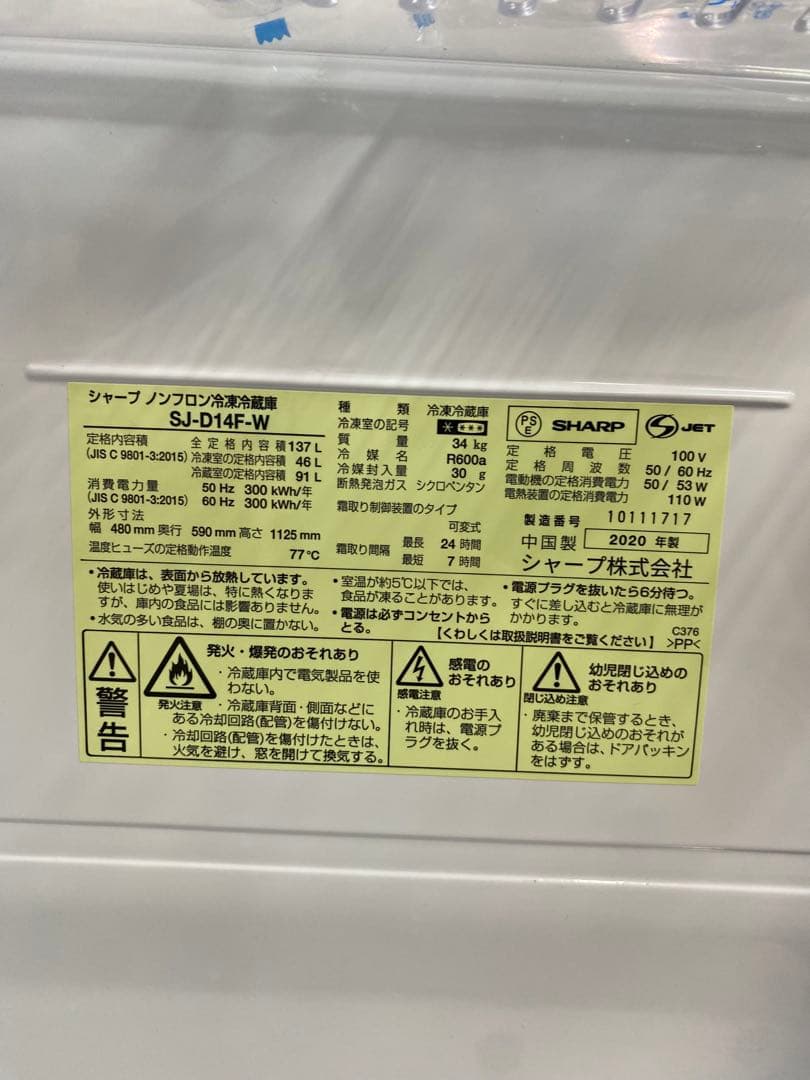 シャープ ノンフロン冷凍冷蔵庫
SJ-D14F-W
定格内容積 全定格内容積 137 L
(JIS C 9801-3:2015) 冷凍室の定格内容積 46 L
冷蔵室の定格内容積 91 L
消費電力量 50 Hz 300 kWh/年
(JIS C 9801-3:2015) 60 Hz 300 kWh/年
外形寸法
幅 480 mm 奥行 590 mm 高さ 1125 mm
温度ヒューズの定格動作温度 77℃
種類 冷凍冷蔵庫
冷凍室の記号
質量 34 kg
冷媒名 R600a
冷媒封入量 30 g
断熱発泡ガス シクロペンタン
霜取り制御装置のタイプ
可変式
霜取り間隔 最長 24 時間
最短 7 時間
PS E SHARP S JET
定格電圧 100 V
定格周波数 50 / 60 Hz
電動機の定格消費電力 50 / 53 W
電熱装置の定格消費電力 110 W
製造番号 10111717
中国製 2020 年製
シャープ株式会社
・冷蔵庫は、表面から放熱しています。
使いはじめや夏場は、特に熱くなりま
すが、庫内の食品には影響ありません。
・水気の多い食品は、棚の奥に置かない。
・室温が約5℃以下では、
食品が凍ることがあります。
・電源は必ずコンセントから
とる。
・電源プラグを抜いたら6分待つ。
すぐに差し込むと冷蔵庫に無理が
かかります。
【くわしくは取扱説明書をご覧ください】
C376
>PP<
警告
発火・爆発のおそれあり
発火注意
・冷蔵庫内で電気製品を使
わない。
・冷蔵庫背面・側面などに
ある冷却回路(配管)を傷付けない。
・冷却回路(配管)を傷付けたときは、
火気を避け、窓を開けて換気する。
感電の
おそれあり
感電注意
・冷蔵庫のお手入
れ時は、電源プ
ラグを抜く。
幼児閉じ込めの
おそれあり
閉じ込め注意
・廃棄まで保管するとき、
幼児閉じ込めのおそれ
がある場合は、ドアパッキン
をはずす。